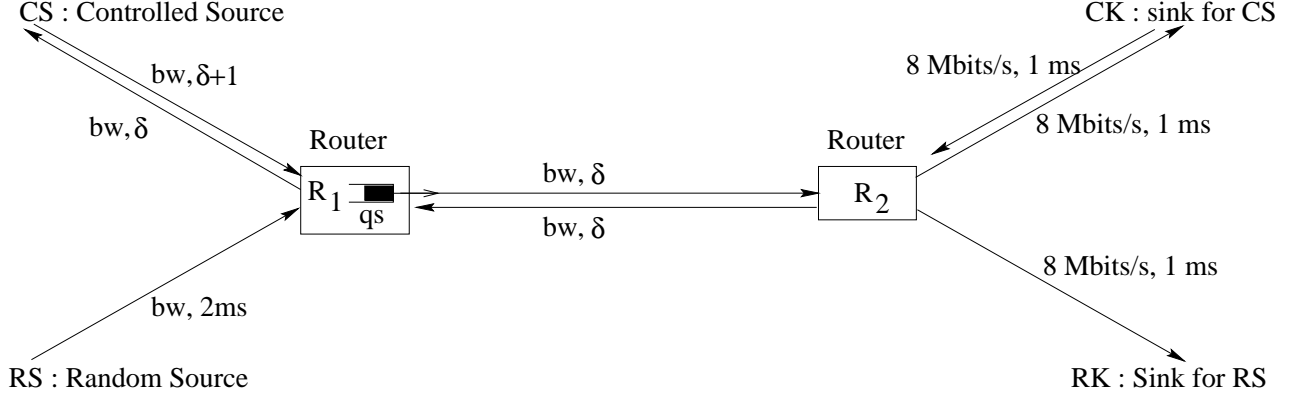 CS : Controlled Source
CK : sink for CS
bw, δ+1
8 Mbits/s, 1 ms
bw, δ
8 Mbits/s, 1 ms
Router
Router
bw, δ
R1
R2
qs
bw, δ
8 Mbits/s, 1 ms
bw, 2ms
RS : Random Source
RK : Sink for RS